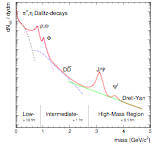 π⁰,η Dalitz-decays
ρ,ω
Φ
DD̄
J/ψ
ψ'
Drell-Yan
Low-
Intermediate-
High-Mass Region
mass [GeV/c²]